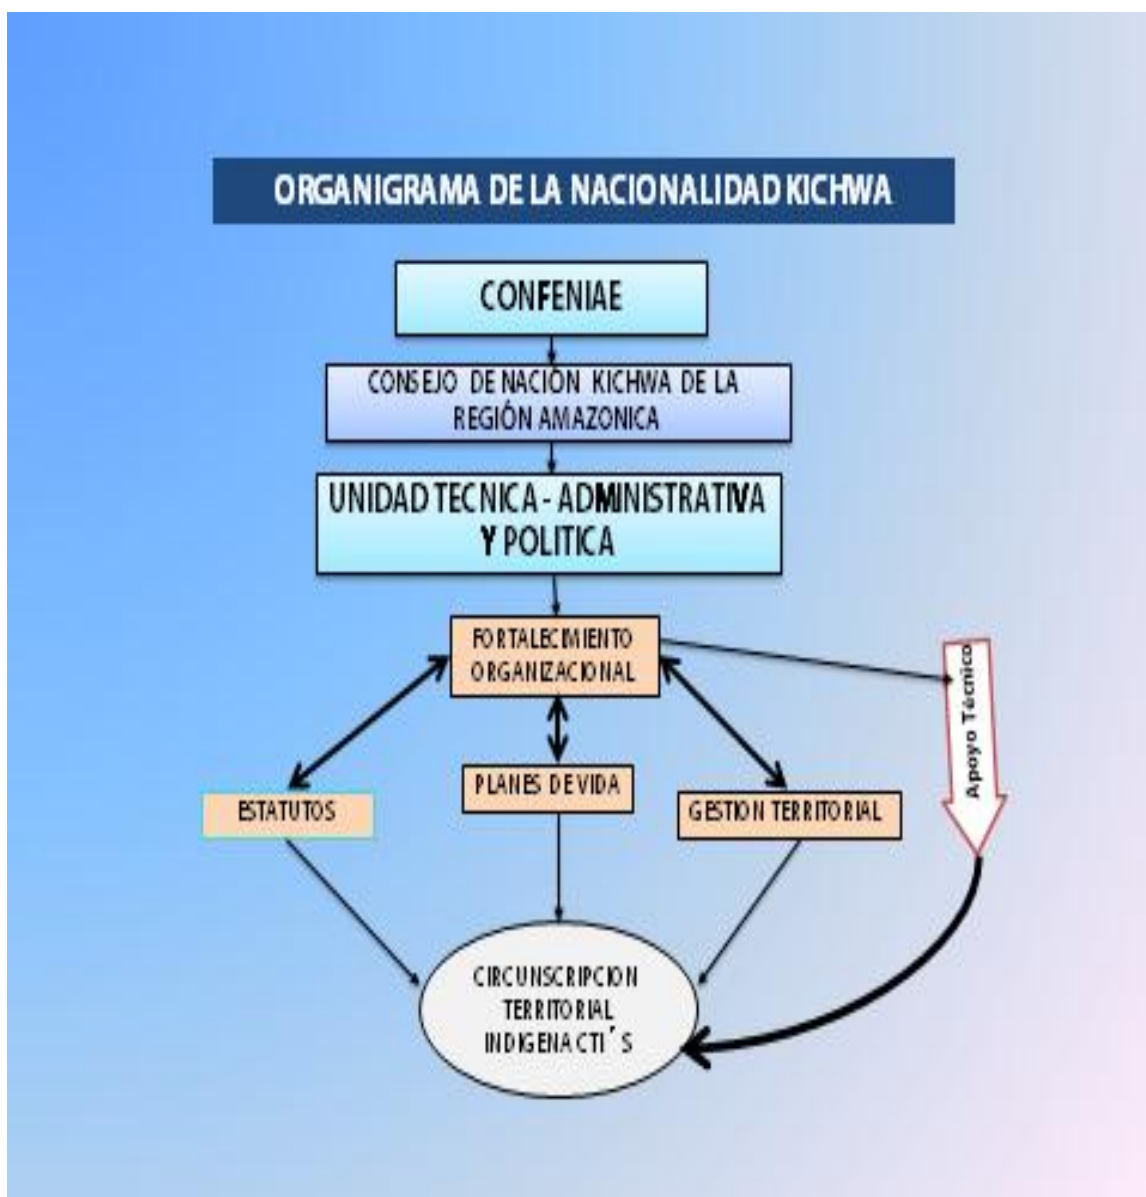 ORGANIGRAMA DE LA NACIONALIDAD KICHWA
CONFENIAE
CONSEJO DE NACIÓN KICHWA DE LA
REGIÓN AMAZONICA
UNIDAD TECNICA - ADMINISTRATIVA
Y POLITICA
FORTALECIMIENTO
ORGANIZACIONAL
Apoyo Técnico
ESTATUTOS
PLANES DE VIDA
GESTION TERRITORIAL
CIRCUNSCRIPCION
TERRITORIAL
INDIGENA CTI´S